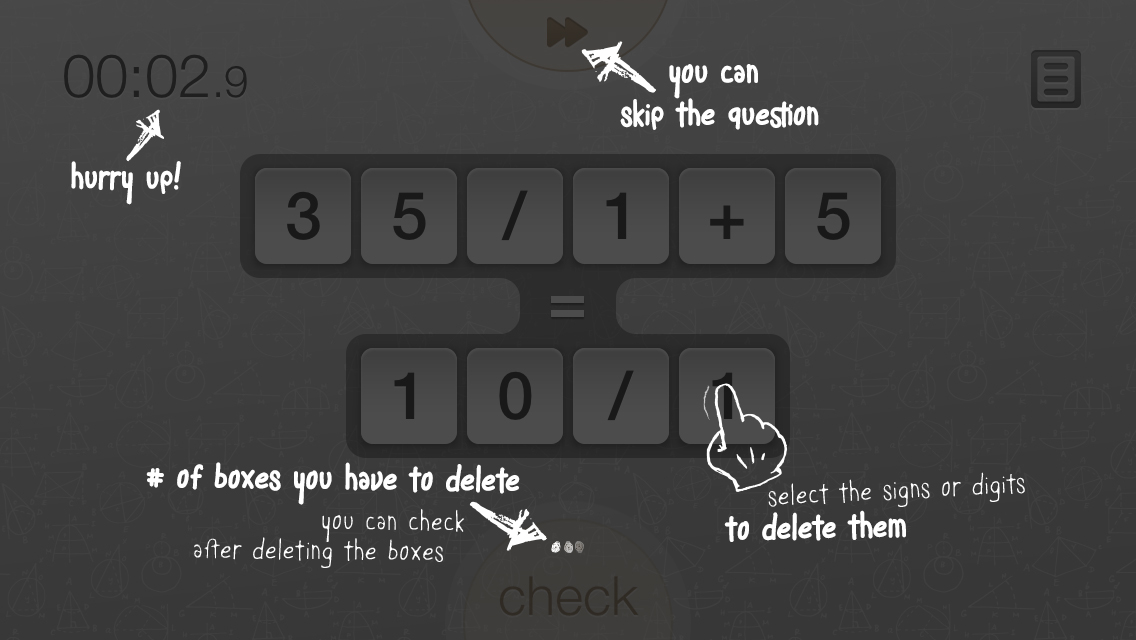 00:02.9
you can
skip the question
hurry up!
3 5 / 1 + 5
=
1 0 / 1
# of boxes you have to delete
you can check
after deleting the boxes
select the signs or digits
to delete them
check